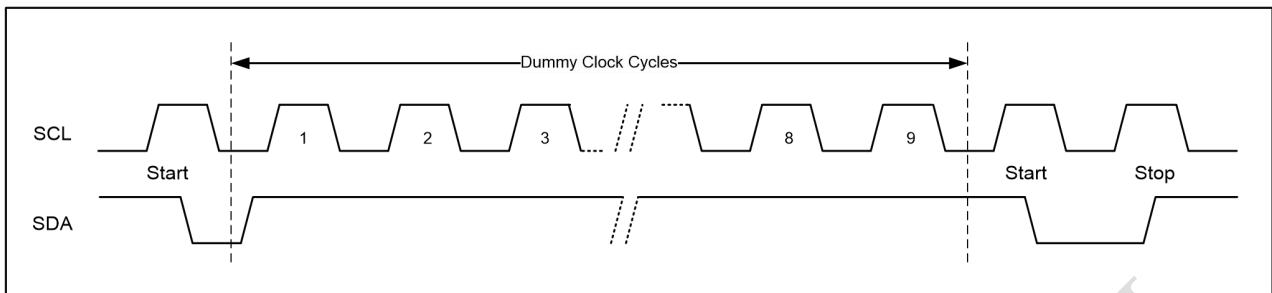 Dummy Clock Cycles
SCL
1 2 3 8 9
Start Start Stop
SDA